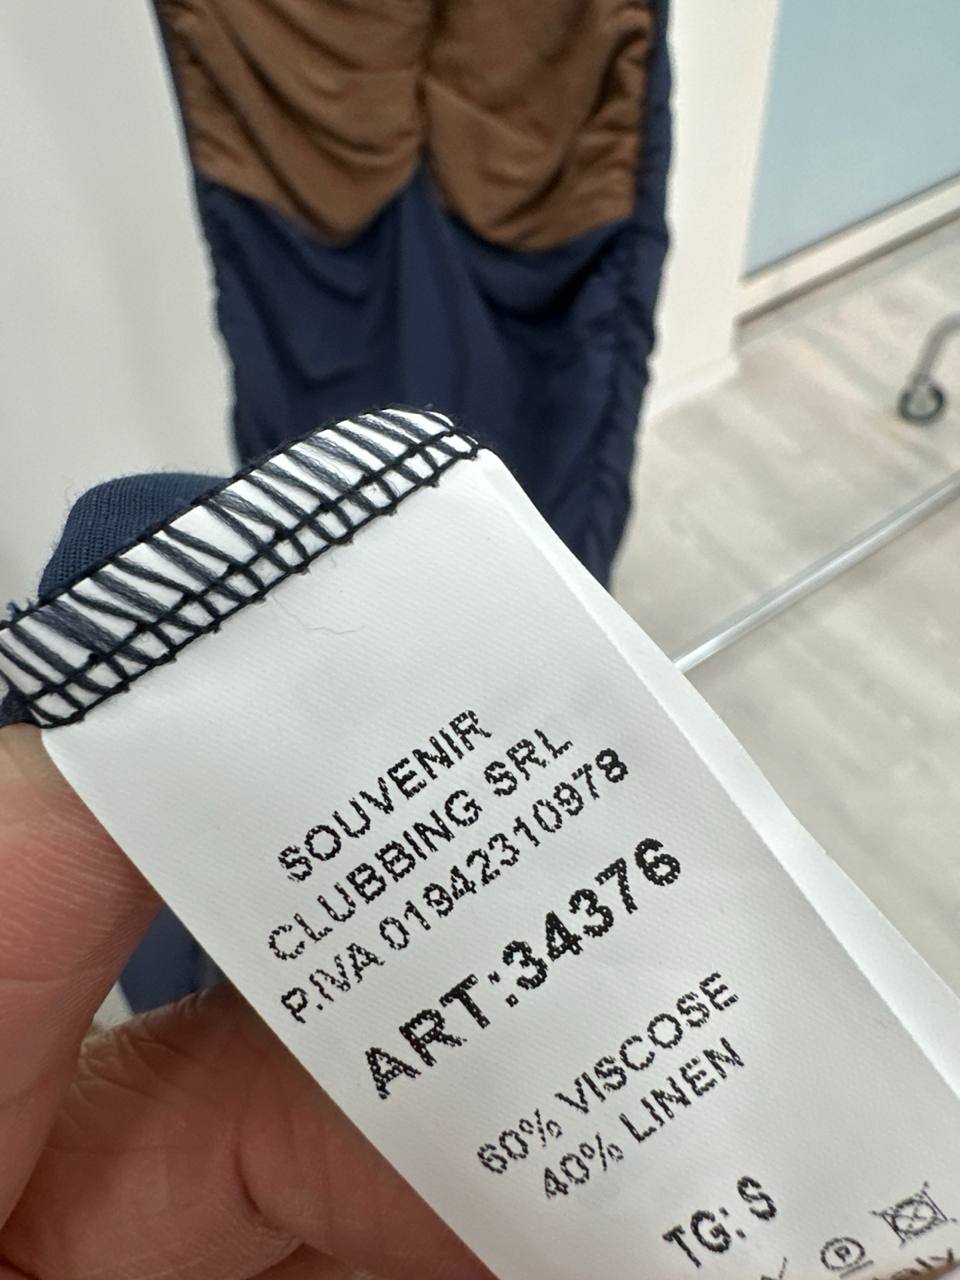 SOUVENIR
CLUBBING SRL
P.IVA 01942310978
ART:34376
60% VISCOSE
40% LINEN
TG: S
P